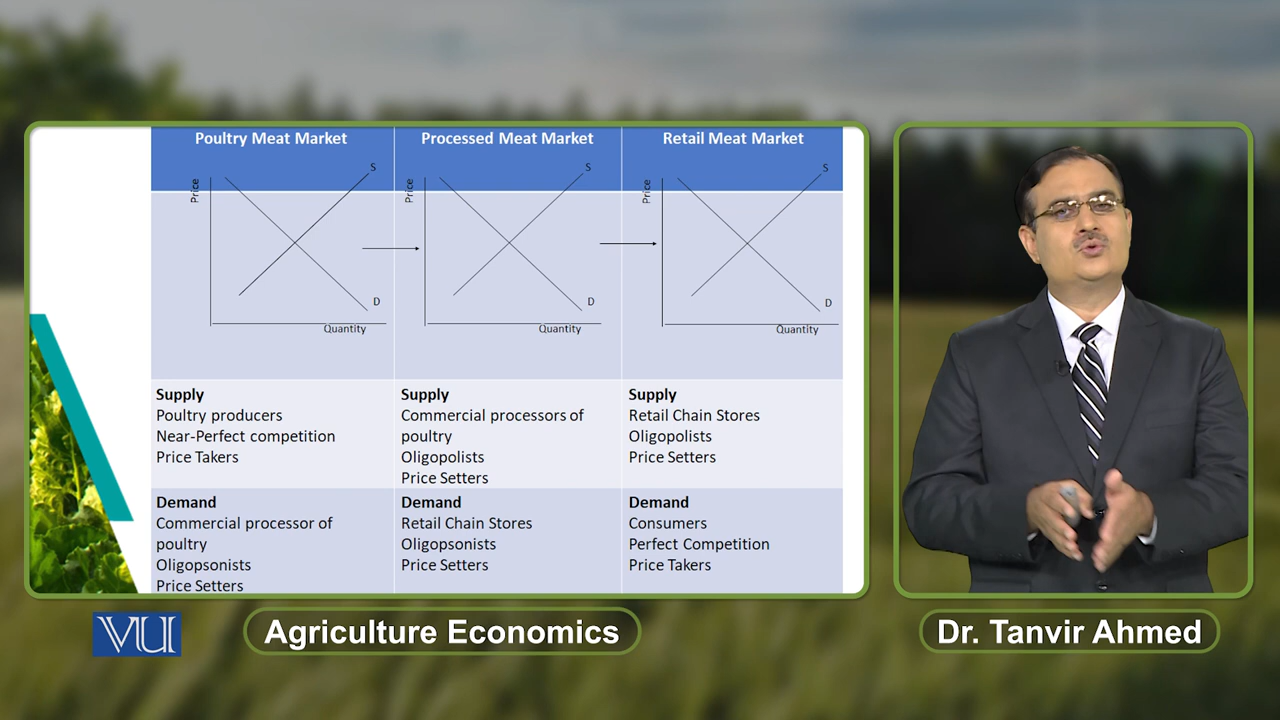 Poultry Meat Market
Processed Meat Market
Retail Meat Market
S
Price
D
Quantity
S
Price
D
Quantity
S
Price
D
Quantity
Supply
Poultry producers
Near-Perfect competition
Price Takers
Supply
Commercial processors of
poultry
Oligopolists
Price Setters
Supply
Retail Chain Stores
Oligopolists
Price Setters
Demand
Commercial processor of
poultry
Oligopsonists
Price Setters
Demand
Retail Chain Stores
Oligopsonists
Price Setters
Demand
Consumers
Perfect Competition
Price Takers
VU
Agriculture Economics
Dr. Tanvir Ahmed